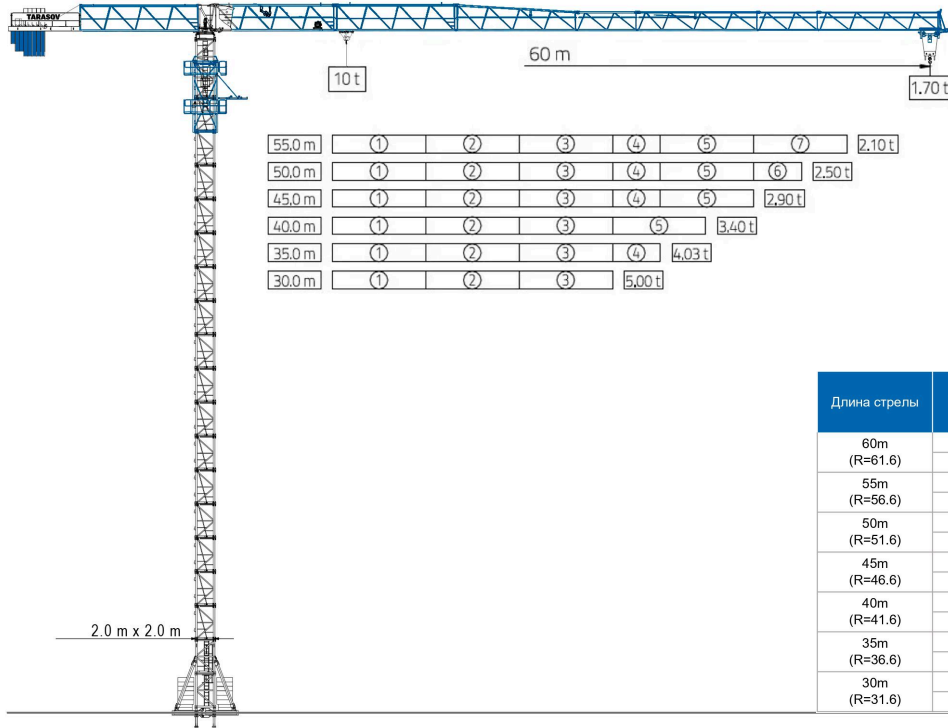 TARASOV
60 m
10 t
1.70 t
55.0 m 1 2 3 4 5 7 2.10 t
50.0 m 1 2 3 4 5 6 2.50 t
45.0 m 1 2 3 4 5 2.90 t
40.0 m 1 2 3 5 3.40 t
35.0 m 1 2 3 4 4.03 t
30.0 m 1 2 3 5.00 t
2.0 m x 2.0 m
Длина стрелы
60m
(R=61.6)
55m
(R=56.6)
50m
(R=51.6)
45m
(R=46.6)
40m
(R=41.6)
35m
(R=36.6)
30m
(R=31.6)